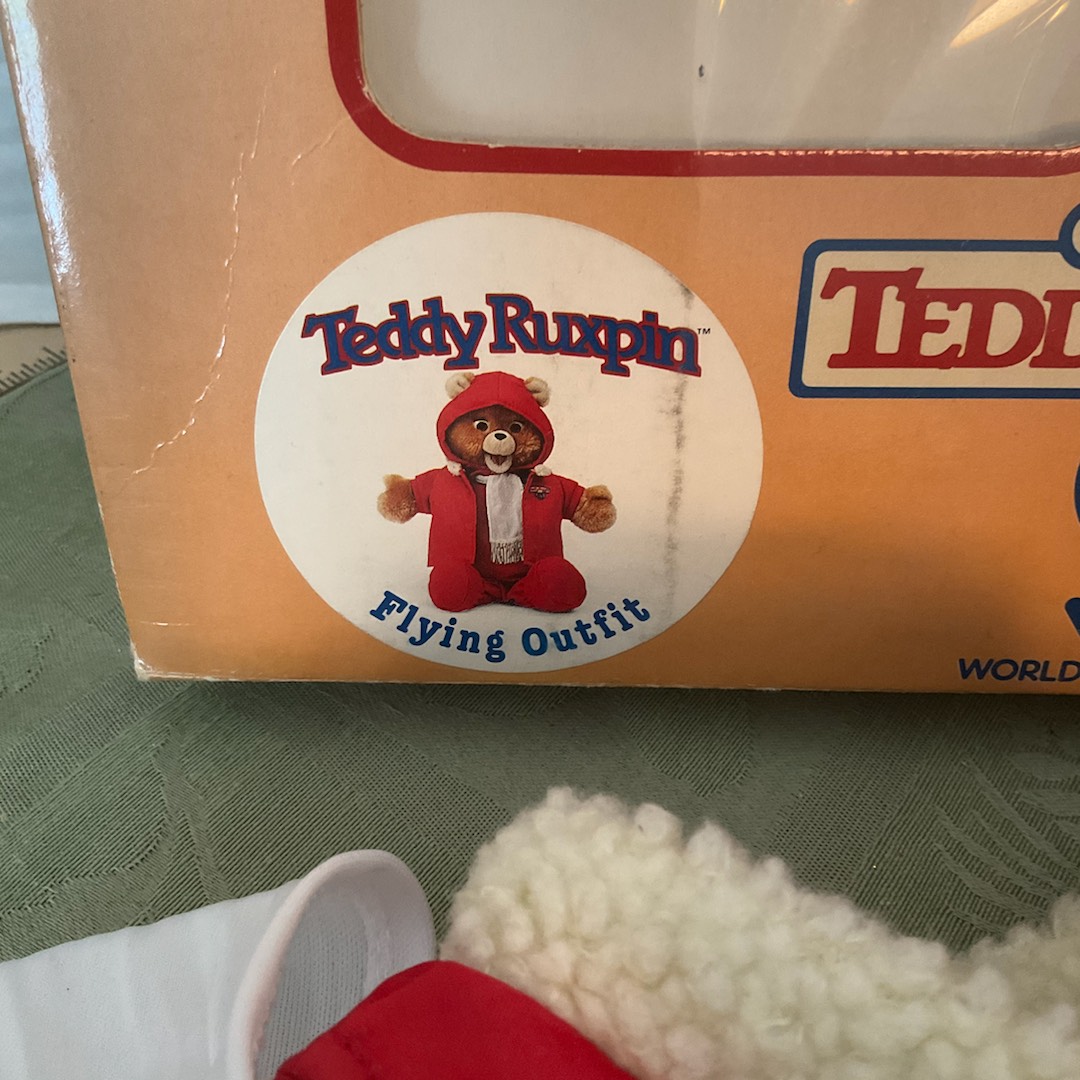 Teddy Ruxpin™
Flying Outfit
TEDD
WORLD